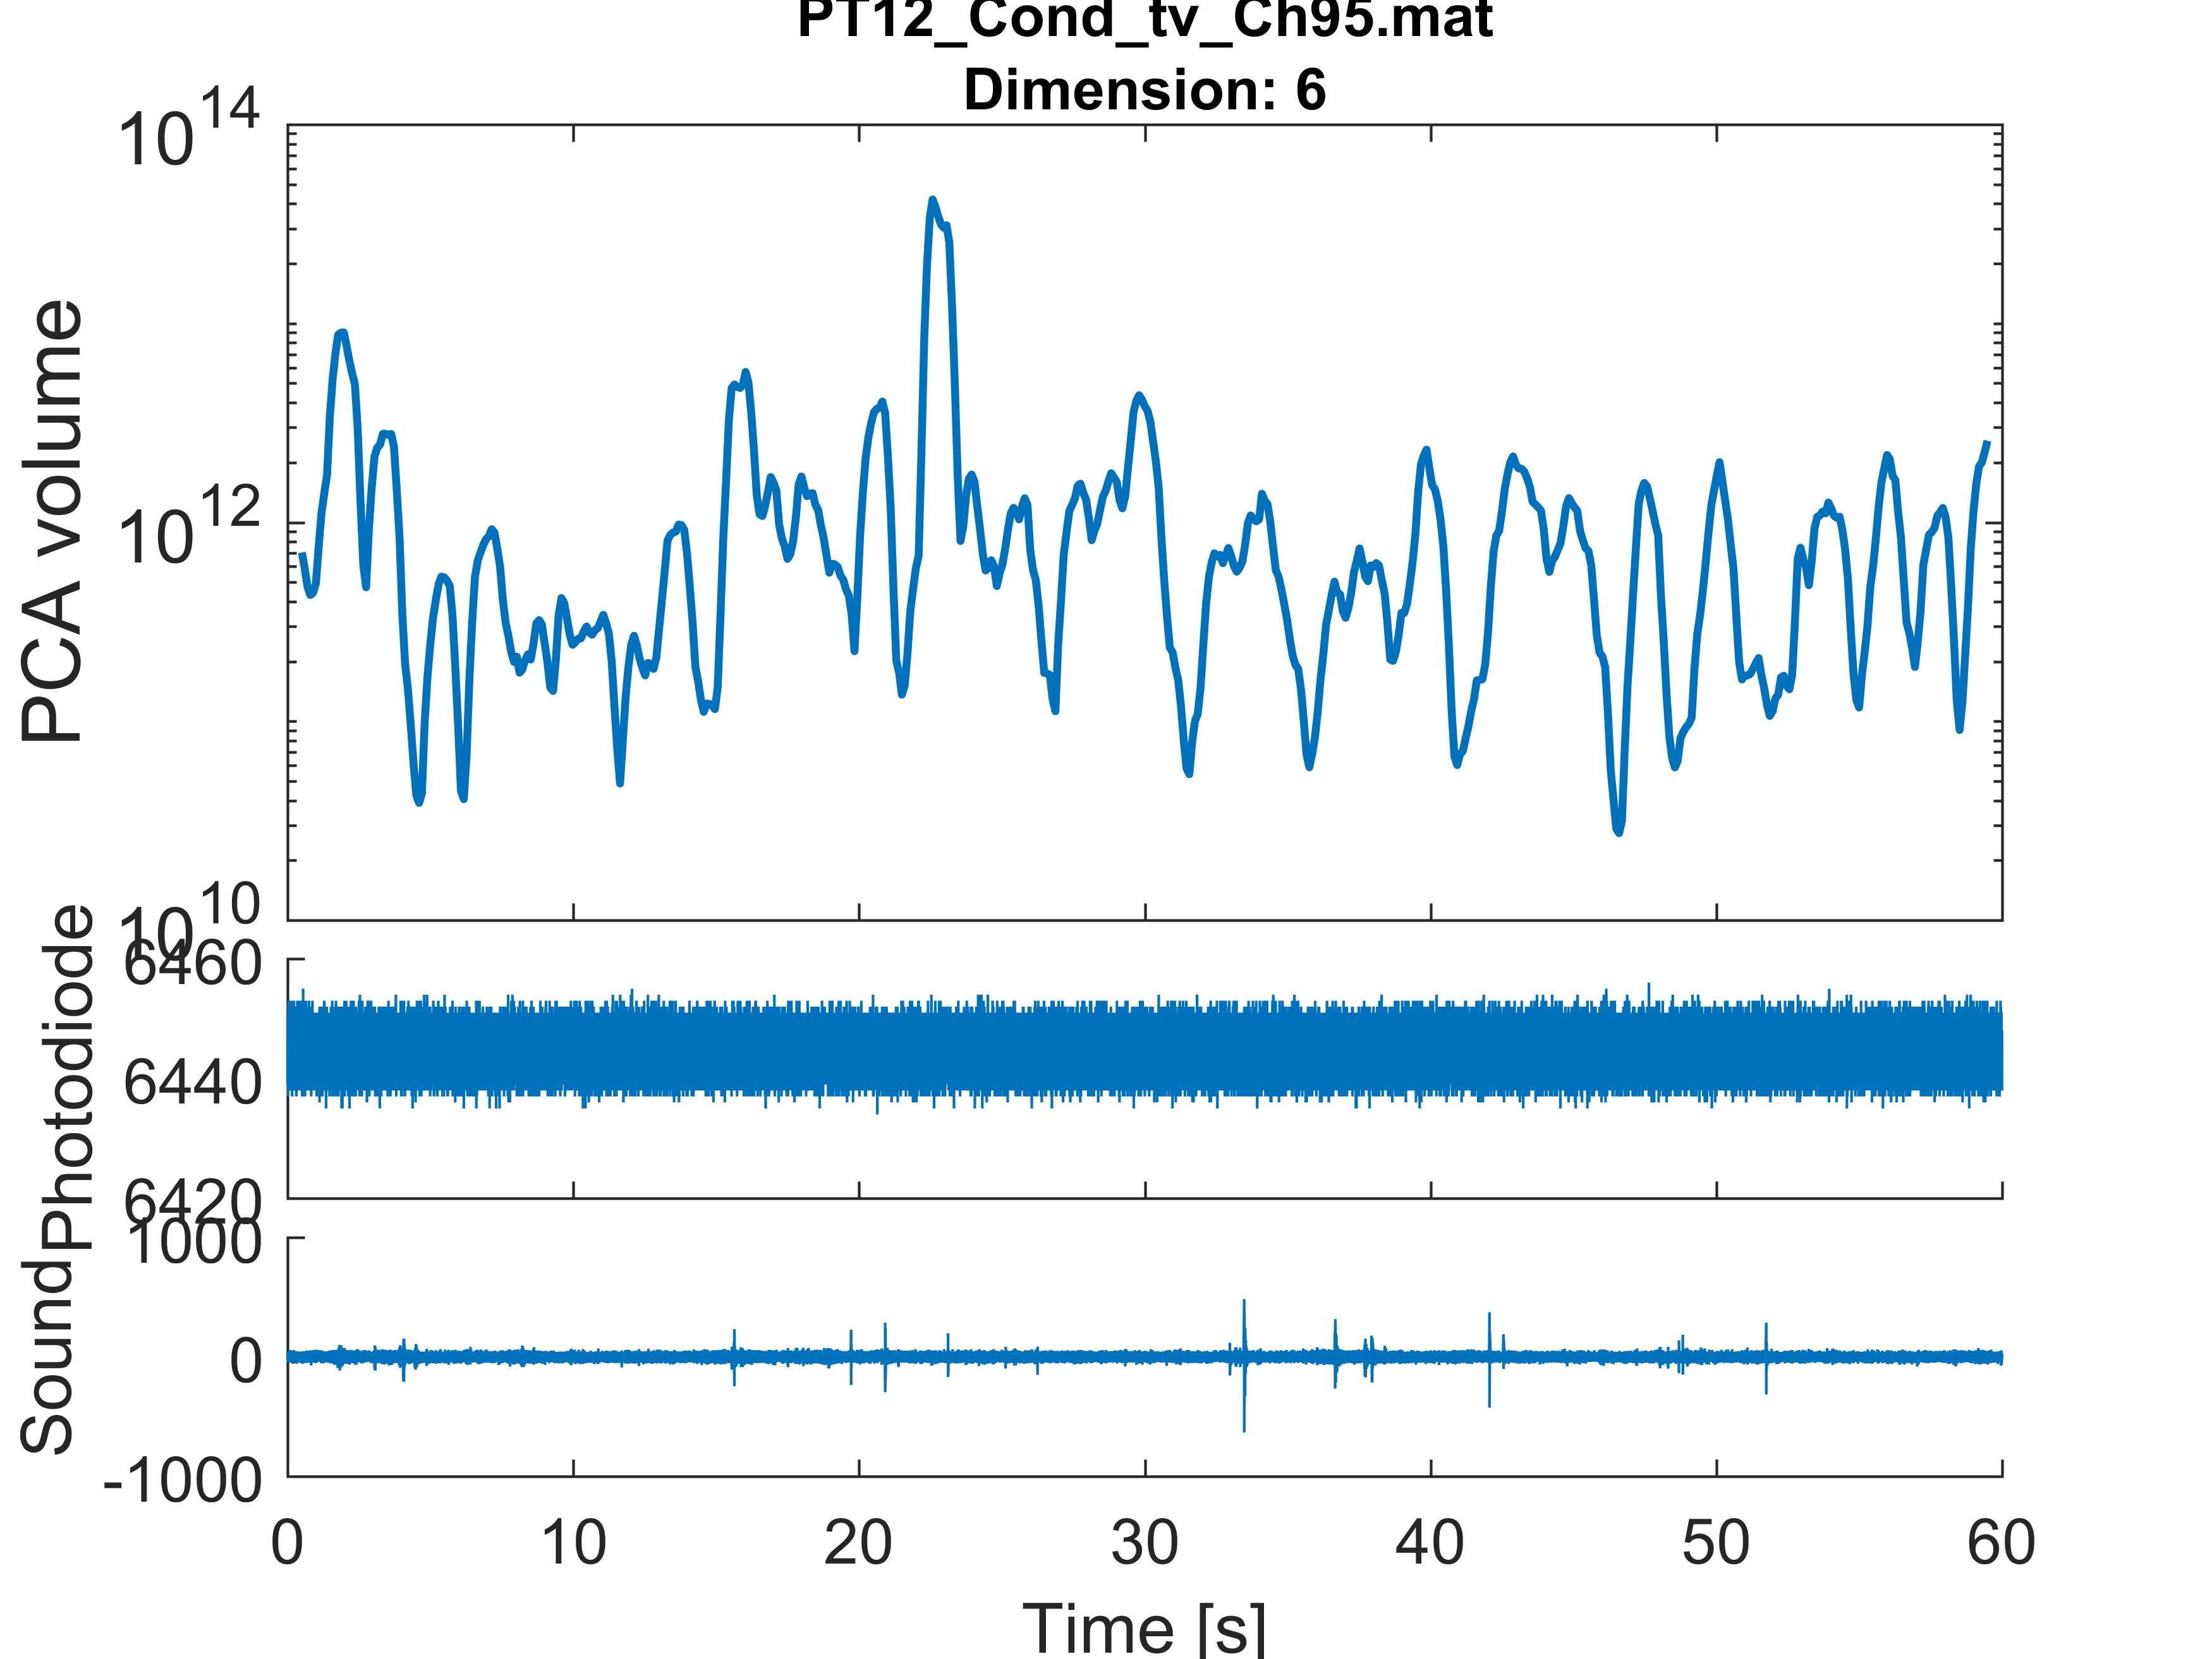 PT12_Cond_tv_Ch95.mat
Dimension: 6
PCA volume
10^14
10^12
10^10
Photodiode
6460
6440
6420
Sound
1000
0
-1000
0 10 20 30 40 50 60
Time [s]